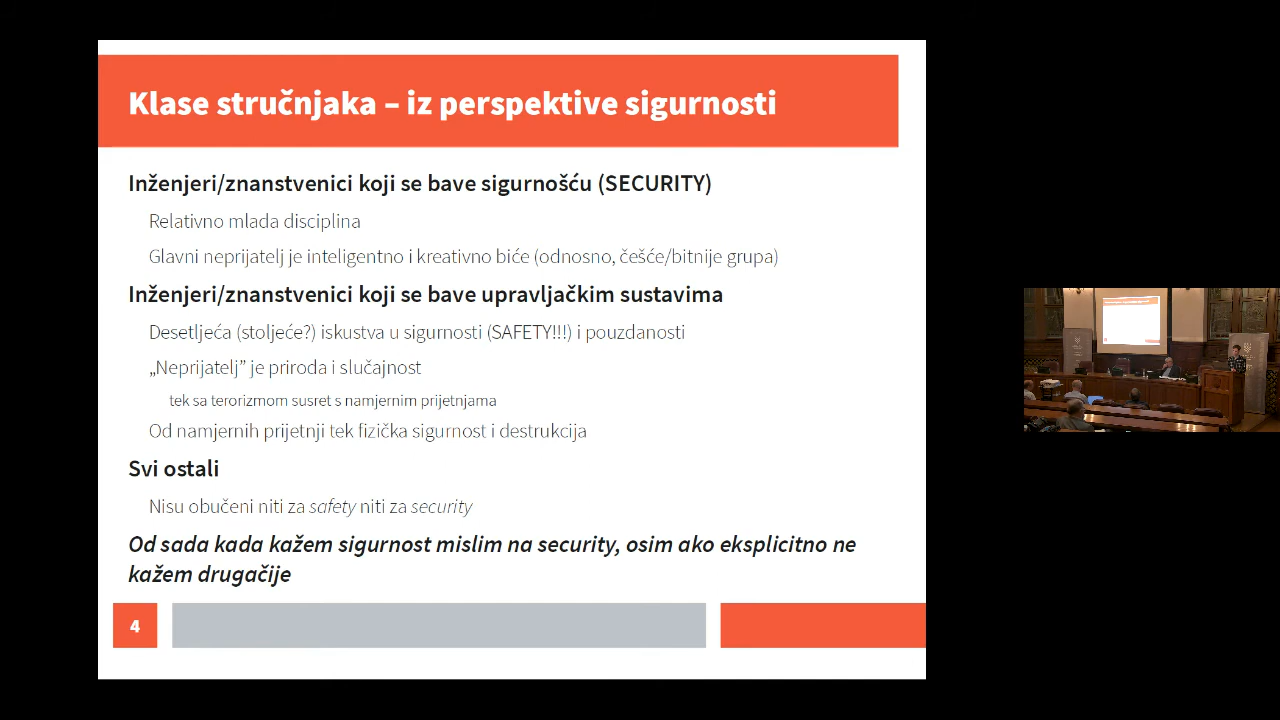 Klase stručnjaka – iz perspektive sigurnosti
Inženjeri/znanstvenici koji se bave sigurnošću (SECURITY)
Relativno mlada disciplina
Glavni neprijatelj je inteligentno i kreativno biće (odnosno, češće/bitnije grupa)
Inženjeri/znanstvenici koji se bave upravljačkim sustavima
Desetljeća (stoljeće?) iskustva u sigurnosti (SAFETY!!!) i pouzdanosti
„Neprijatelj” je priroda i slučajnost
tek sa terorizmom susret s namjernim prijetnjama
Od namjernih prijetnji tek fizička sigurnost i destrukcija
Svi ostali
Nisu obučeni niti za safety niti za security
Od sada kada kažem sigurnost mislim na security, osim ako eksplicitno ne
kažem drugačije
4